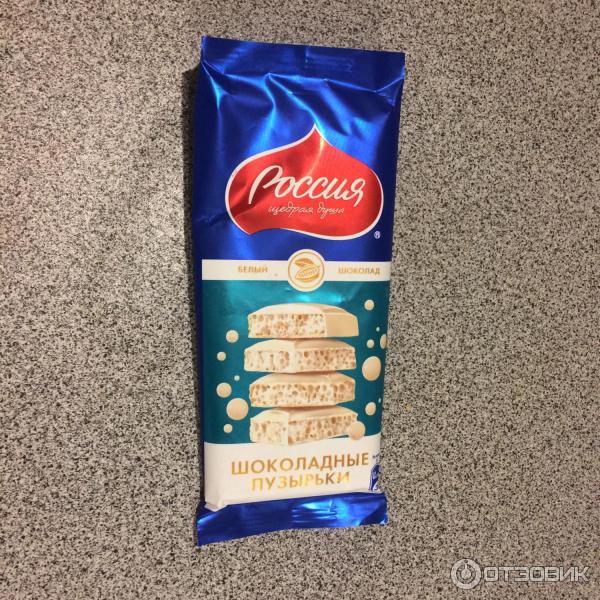 Россия
щедрая душа
®
БЕЛЫЙ ШОКОЛАД
ШОКОЛАДНЫЕ
ПУЗЫРЬКИ
ОТЗОВИК